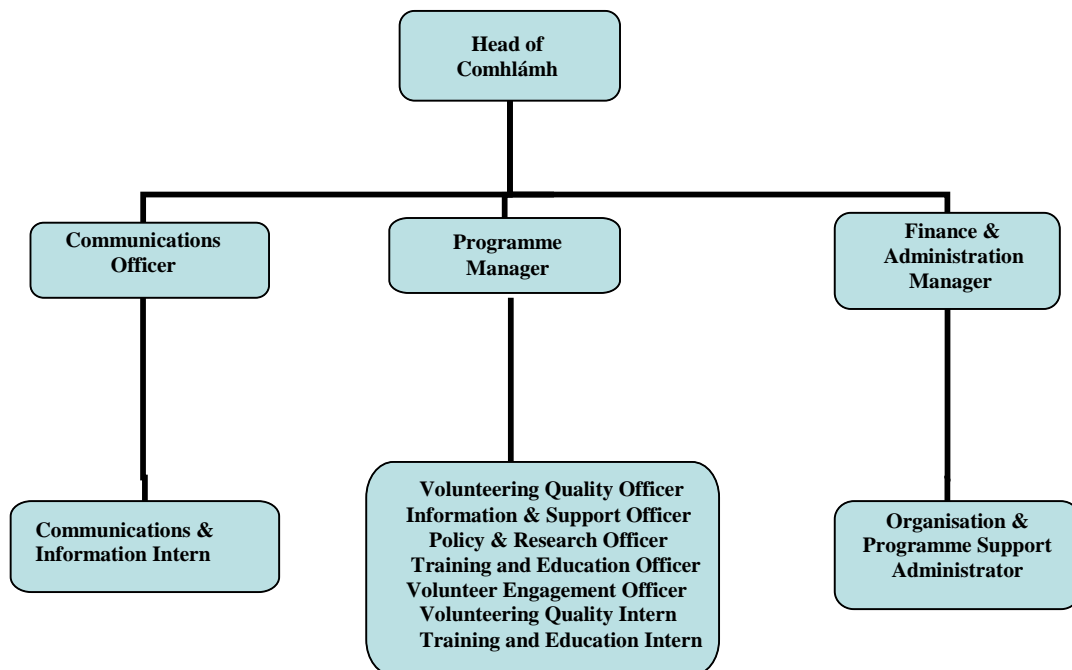 Head of
Comhlámh
Communications
Officer
Programme
Manager
Finance &
Administration
Manager
Communications &
Information Intern
Volunteering Quality Officer
Information & Support Officer
Policy & Research Officer
Training and Education Officer
Volunteer Engagement Officer
Volunteering Quality Intern
Training and Education Intern
Organisation &
Programme Support
Administrator